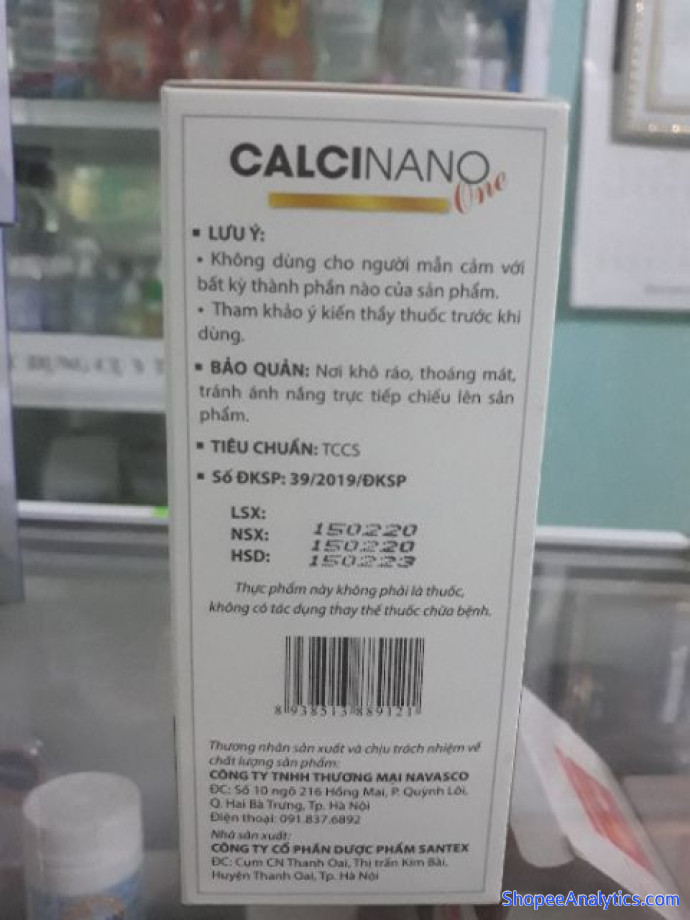 CALCINANO
One
▪ LƯU Ý:
• Không dùng cho người mẫn cảm với
bất kỳ thành phần nào của sản phẩm.
• Tham khảo ý kiến thầy thuốc trước khi
dùng.
▪ BẢO QUẢN: Nơi khô ráo, thoáng mát,
tránh ánh nắng trực tiếp chiếu lên sản
phẩm.
▪ TIÊU CHUẨN: TCCS
▪ Số ĐKSP: 39/2019/ĐKSP
LSX: 150220
NSX: 150220
HSD: 150223
Thực phẩm này không phải là thuốc,
không có tác dụng thay thế thuốc chữa bệnh.
8 938513 889121
Thương nhân sản xuất và chịu trách nhiệm về
chất lượng sản phẩm:
CÔNG TY TNHH THƯƠNG MẠI NAVASCO
ĐC: Số 10 ngõ 216 Hồng Mai, P. Quỳnh Lôi,
Q. Hai Bà Trưng, Tp. Hà Nội
Điện thoại: 091.837.6892
Nhà sản xuất:
CÔNG TY CỔ PHẦN DƯỢC PHẨM SANTEX
ĐC: Cụm CN Thanh Oai, Thị trấn Kim Bài,
Huyện Thanh Oai, Tp. Hà Nội
DỤNG CỤ Y T
ShopeeAnalytics.com